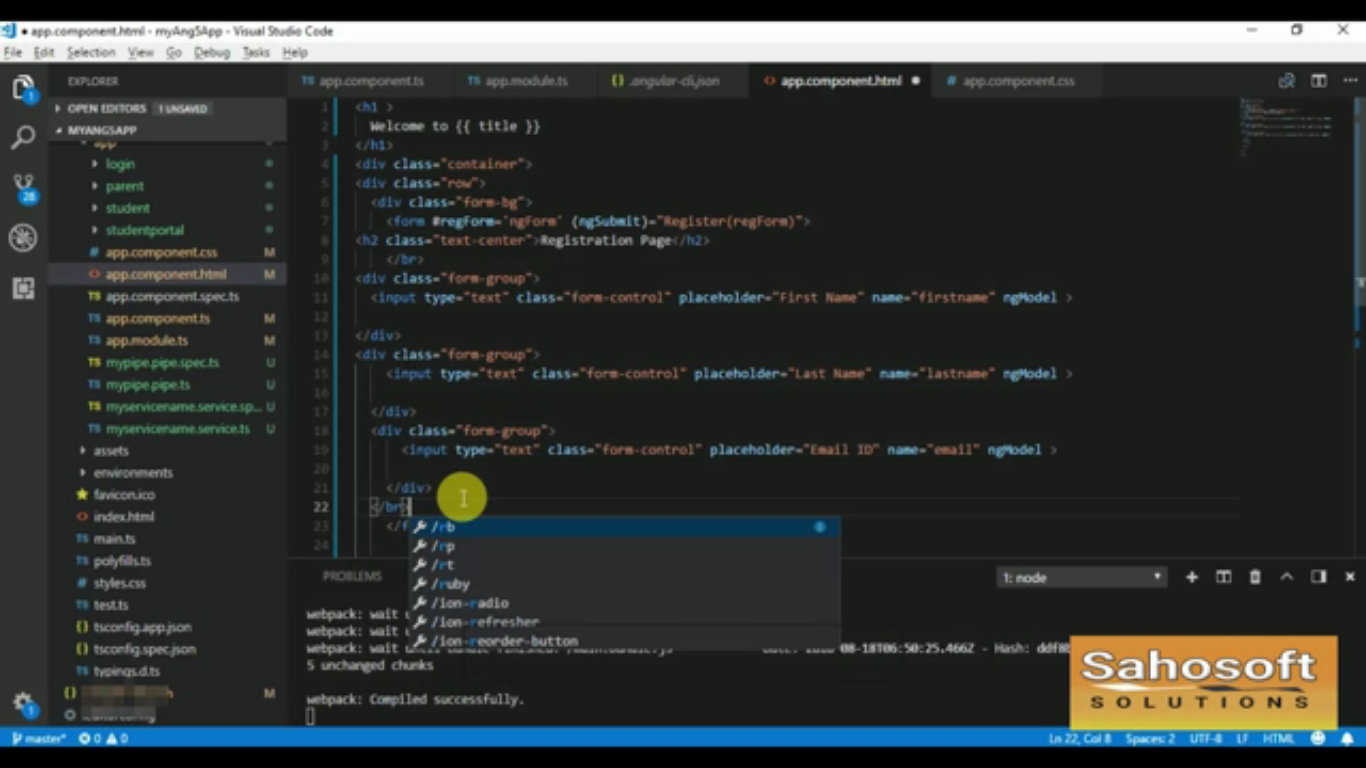 app.component.html - myAng5App - Visual Studio Code
File Edit Selection View Go Debug Tasks Help
EXPLORER
OPEN EDITORS 1 UNSAVED
MYANG5APP
app
login
parent
student
studentportal
app.component.css M
app.component.html M
app.component.spec.ts
app.component.ts M
app.module.ts M
mypipe.pipe.spec.ts U
mypipe.pipe.ts U
myservicename.service.sp... U
myservicename.service.ts U
assets
environments
favicon.ico
index.html
main.ts
polyfills.ts
styles.css
test.ts
tsconfig.app.json
tsconfig.spec.json
typings.d.ts
M
app.component.ts app.module.ts .angular-cli.json app.component.html app.component.css
1 <h1 >
2 Welcome to {{ title }}
3 </h1>
4 <div class="container">
5 <div class="row">
6 <div class="form-bg">
7 <form #regForm='ngForm' (ngSubmit)="Register(regForm)">
8 <h2 class="text-center">Registration Page</h2>
9 </br>
10 <div class="form-group">
11 <input type="text" class="form-control" placeholder="First Name" name="firstname" ngModel >
12
13 </div>
14 <div class="form-group">
15 <input type="text" class="form-control" placeholder="Last Name" name="lastname" ngModel >
16
17 </div>
18 <div class="form-group">
19 <input type="text" class="form-control" placeholder="Email ID" name="email" ngModel >
20
21 </div>
22 </br>
23 </f
24
/rb
/rp
/rt
/ruby
/ion-radio
/ion-refresher
/ion-reorder-button
PROBLEMS
1: node
webpack: wait
webpack: wait
webpack: wait
08-18T06:50:25.466Z - Hash:
5 unchanged chunks
webpack: Compiled successfully.
Sahosoft
SOLUTIONS
master* 0 0
Ln 22, Col 8 Spaces: 2 UTF-8 LF HTML